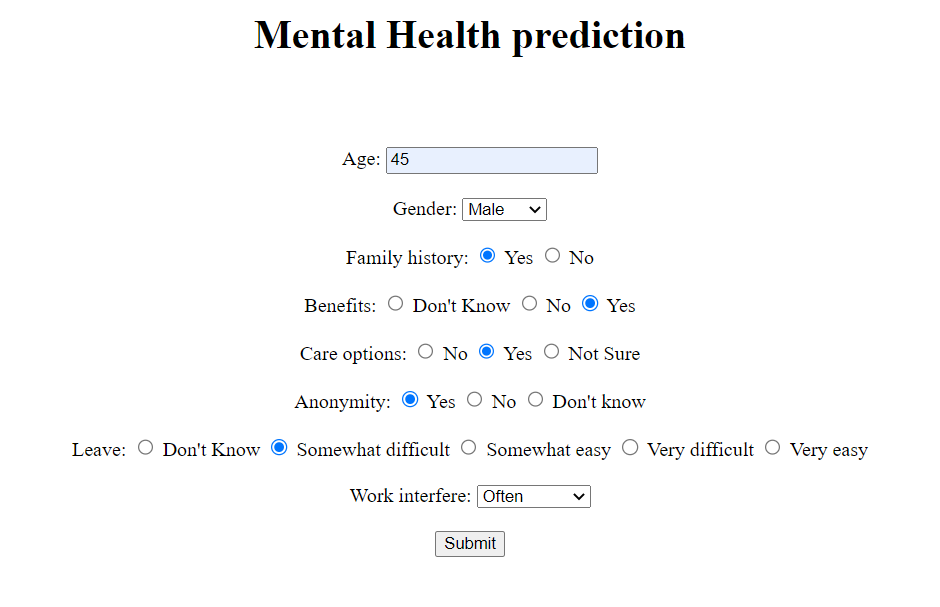 Mental Health prediction
Age: 45
Gender: Male
Family history: Yes No
Benefits: Don't Know No Yes
Care options: No Yes Not Sure
Anonymity: Yes No Don't know
Leave: Don't Know Somewhat difficult Somewhat easy Very difficult Very easy
Work interfere: Often
Submit